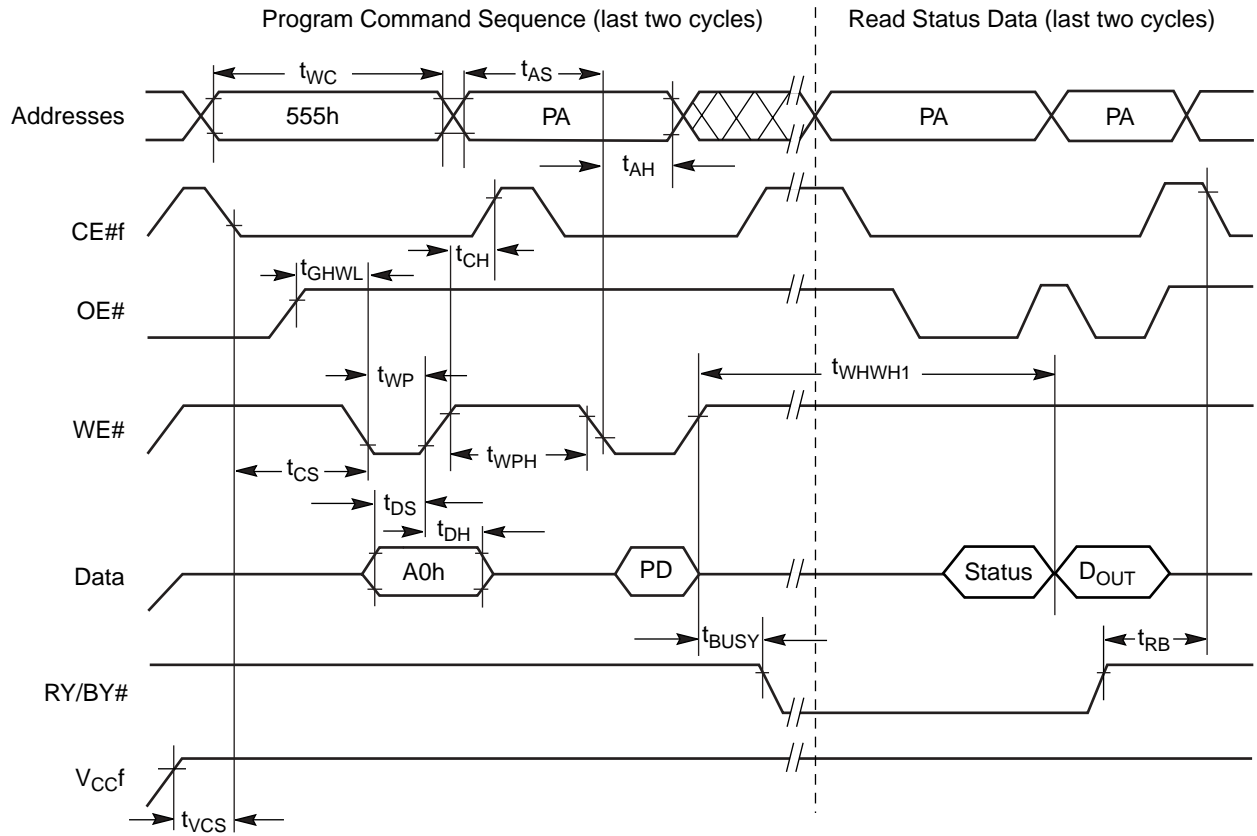 Program Command Sequence (last two cycles)
Read Status Data (last two cycles)
tWC
tAS
Addresses
555h
PA
PA
PA
tAH
CE#f
tCH
tGHWL
OE#
tWP
tWHWH1
WE#
tCS
tWPH
tDS
tDH
Data
A0h
PD
Status
DOUT
tBUSY
tRB
RY/BY#
VCCf
tVCS